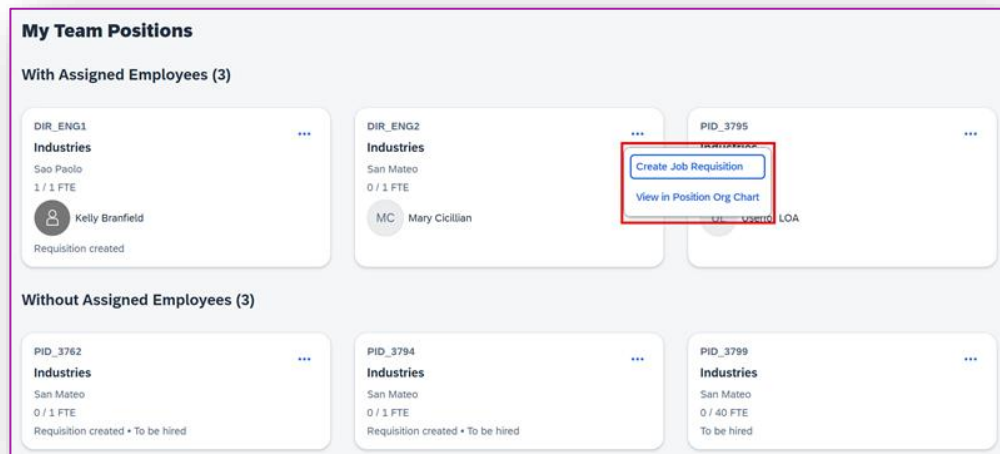 My Team Positions
With Assigned Employees (3)
DIR_ENG1
Industries
Sao Paolo
1 / 1 FTE
Kelly Branfield
Requisition created
DIR_ENG2
Industries
San Mateo
0 / 1 FTE
MC Mary Cicillian
Create Job Requisition
View in Position Org Chart
PID_3795
LOA
Without Assigned Employees (3)
PID_3762
Industries
San Mateo
0 / 1 FTE
Requisition created • To be hired
PID_3794
Industries
San Mateo
0 / 1 FTE
Requisition created • To be hired
PID_3799
Industries
San Mateo
0 / 40 FTE
To be hired